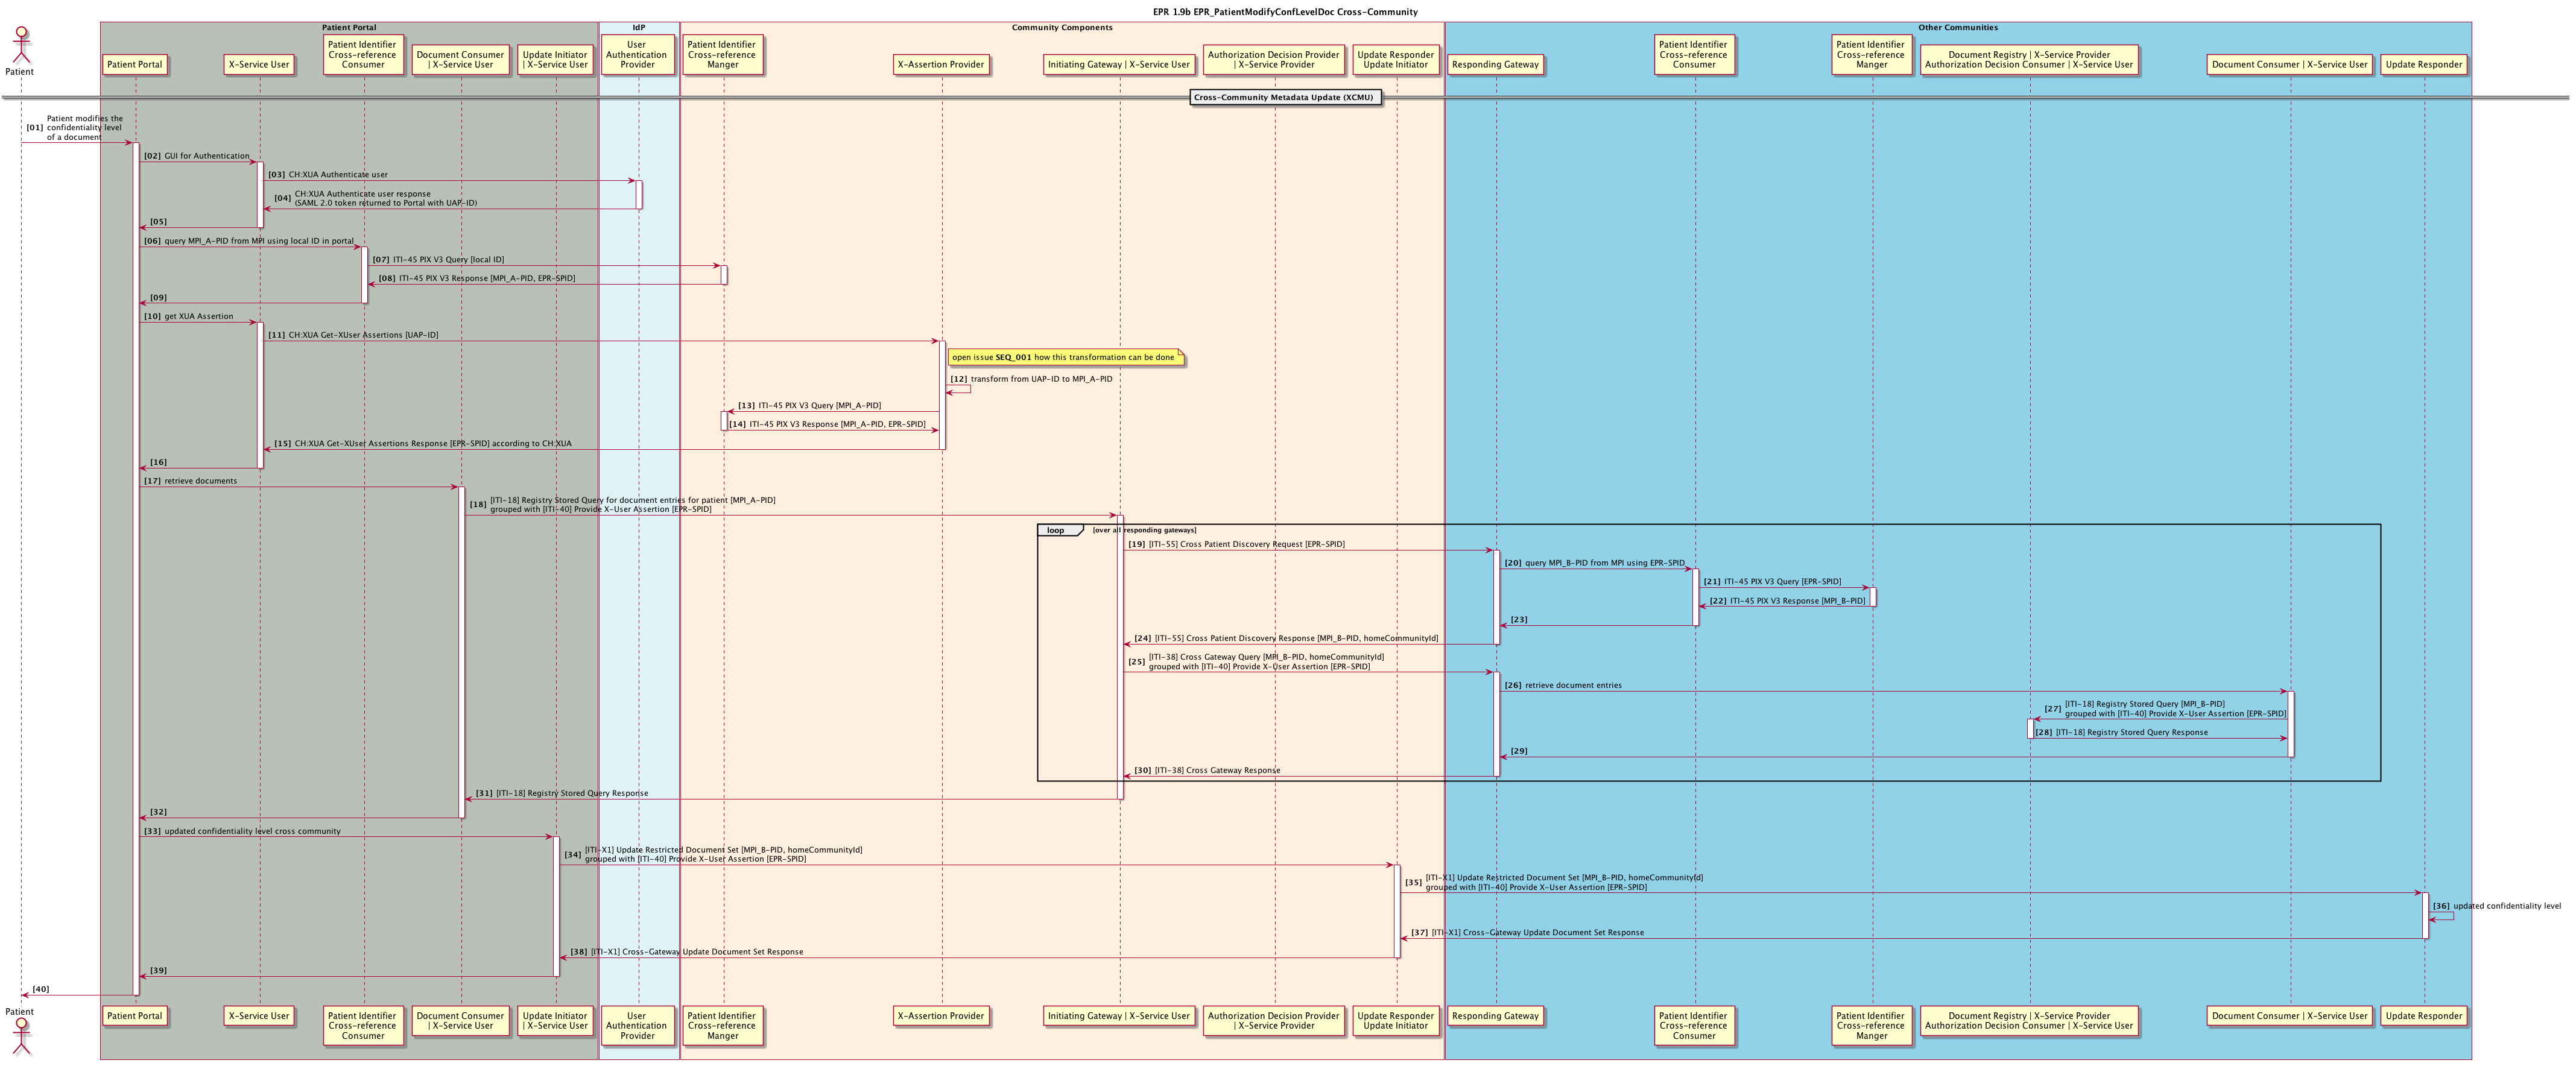 EPR 1.9b EPR_PatientModifyConfLevelDoc Cross-Community
Patient Portal
IdP
Community Components
Other Communities
Patient
Patient Portal
X-Service User
Patient Identifier
Cross-reference
Consumer
Document Consumer
| X-Service User
Update Initiator
| X-Service User
User
Authentication
Provider
Patient Identifier
Cross-reference
Manger
X-Assertion Provider
Initiating Gateway | X-Service User
Authorization Decision Provider
| X-Service Provider
Update Responder
Update Initiator
Responding Gateway
Patient Identifier
Cross-reference
Consumer
Patient Identifier
Cross-reference
Manger
Document Registry | X-Service Provider
Authorization Decision Consumer | X-Service User
Document Consumer | X-Service User
Update Responder
Cross-Community Metadata Update (XCMU)
[01] Patient modifies the
confidentiality level
of a document
[02] GUI for Authentication
[03] CH:XUA Authenticate user
[04] CH:XUA Authenticate user response
(SAML 2.0 token returned to Portal with UAP-ID)
[05]
[06] query MPI_A-PID from MPI using local ID in portal
[07] ITI-45 PIX V3 Query [local ID]
[08] ITI-45 PIX V3 Response [MPI_A-PID, EPR-SPID]
[09]
[10] get XUA Assertion
[11] CH:XUA Get-XUser Assertions [UAP-ID]
open issue SEQ_001 how this transformation can be done
[12] transform from UAP-ID to MPI_A-PID
[13] ITI-45 PIX V3 Query [MPI_A-PID]
[14] ITI-45 PIX V3 Response [MPI_A-PID, EPR-SPID]
[15] CH:XUA Get-XUser Assertions Response [EPR-SPID] according to CH:XUA
[16]
[17] retrieve documents
[18] [ITI-18] Registry Stored Query for document entries for patient [MPI_A-PID]
grouped with [ITI-40] Provide X-User Assertion [EPR-SPID]
loop [over all responding gateways]
[19] [ITI-55] Cross Patient Discovery Request [EPR-SPID]
[20] query MPI_B-PID from MPI using EPR-SPID
[21] ITI-45 PIX V3 Query [EPR-SPID]
[22] ITI-45 PIX V3 Response [MPI_B-PID]
[23]
[24] [ITI-55] Cross Patient Discovery Response [MPI_B-PID, homeCommunityId]
[25] [ITI-38] Cross Gateway Query [MPI_B-PID, homeCommunityId]
grouped with [ITI-40] Provide X-User Assertion [EPR-SPID]
[26] retrieve document entries
[27] [ITI-18] Registry Stored Query [MPI_B-PID]
grouped with [ITI-40] Provide X-User Assertion [EPR-SPID]
[28] [ITI-18] Registry Stored Query Response
[29]
[30] [ITI-38] Cross Gateway Response
[31] [ITI-18] Registry Stored Query Response
[32]
[33] updated confidentiality level cross community
[34] [ITI-X1] Update Restricted Document Set [MPI_B-PID, homeCommunityId]
grouped with [ITI-40] Provide X-User Assertion [EPR-SPID]
[35] [ITI-X1] Update Restricted Document Set [MPI_B-PID, homeCommunityId]
grouped with [ITI-40] Provide X-User Assertion [EPR-SPID]
[36] updated confidentiality level
[37] [ITI-X1] Cross-Gateway Update Document Set Response
[38] [ITI-X1] Cross-Gateway Update Document Set Response
[39]
[40]
Patient
Patient Portal
X-Service User
Patient Identifier
Cross-reference
Consumer
Document Consumer
| X-Service User
Update Initiator
| X-Service User
User
Authentication
Provider
Patient Identifier
Cross-reference
Manger
X-Assertion Provider
Initiating Gateway | X-Service User
Authorization Decision Provider
| X-Service Provider
Update Responder
Update Initiator
Responding Gateway
Patient Identifier
Cross-reference
Consumer
Patient Identifier
Cross-reference
Manger
Document Registry | X-Service Provider
Authorization Decision Consumer | X-Service User
Document Consumer | X-Service User
Update Responder